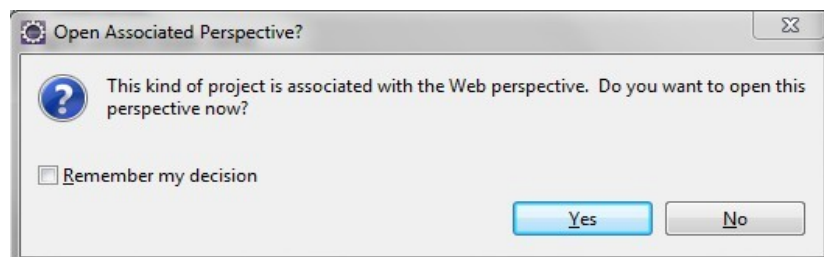 Open Associated Perspective?
This kind of project is associated with the Web perspective. Do you want to open this
perspective now?
Remember my decision
Yes
No